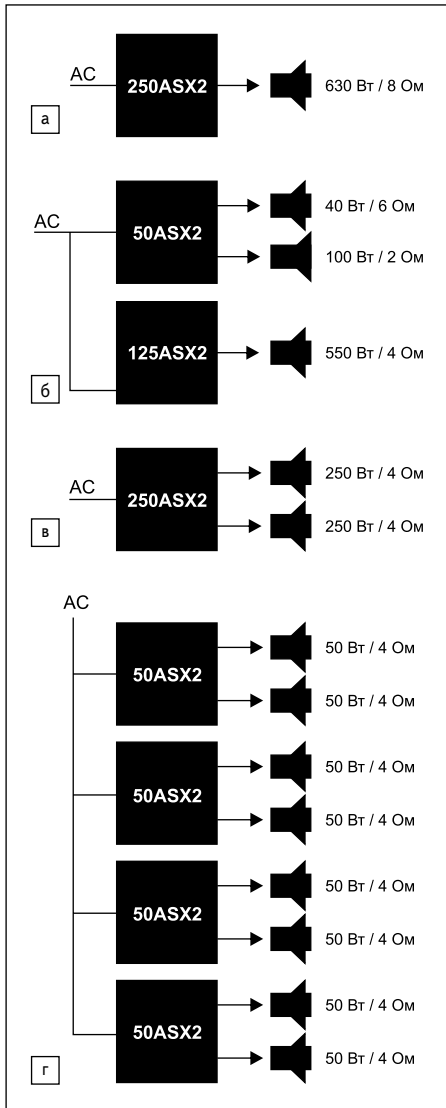 AC
250ASX2
630 Вт / 8 Ом
а
AC
50ASX2
40 Вт / 6 Ом
100 Вт / 2 Ом
125ASX2
550 Вт / 4 Ом
б
AC
250ASX2
250 Вт / 4 Ом
250 Вт / 4 Ом
в
AC
50ASX2
50 Вт / 4 Ом
50 Вт / 4 Ом
50ASX2
50 Вт / 4 Ом
50 Вт / 4 Ом
50ASX2
50 Вт / 4 Ом
50 Вт / 4 Ом
50ASX2
50 Вт / 4 Ом
50 Вт / 4 Ом
г